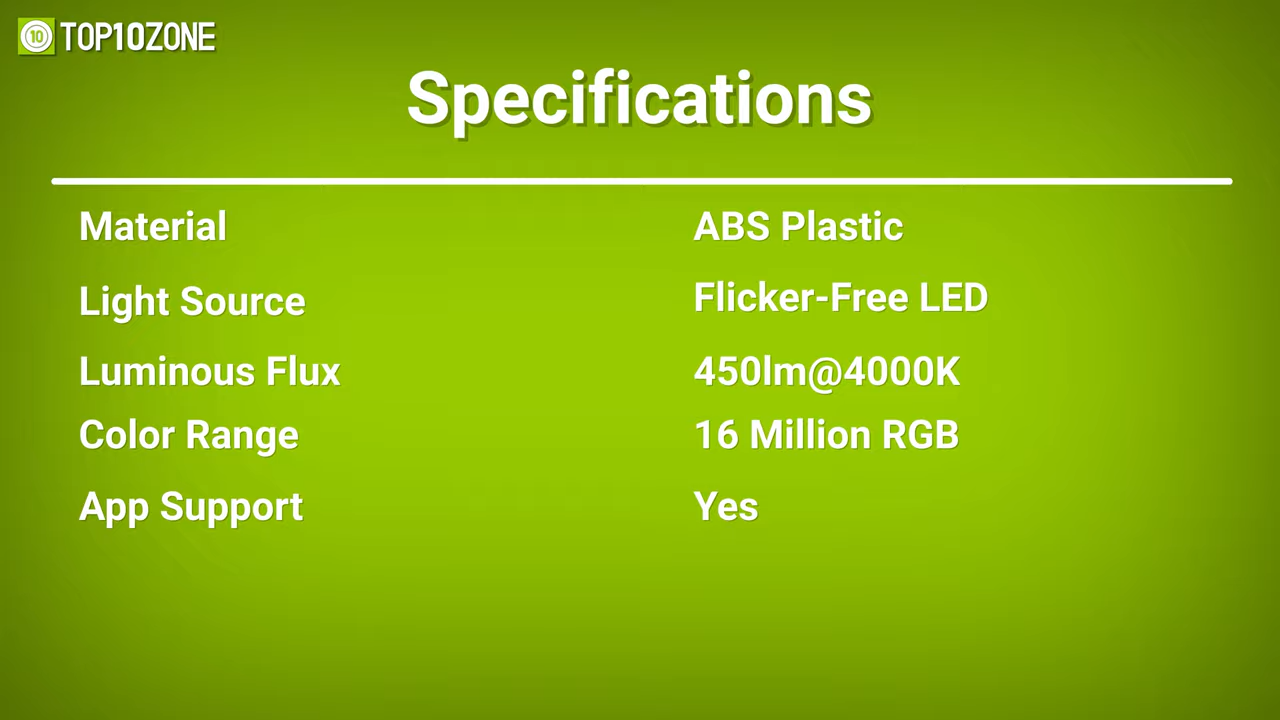 10 TOP10ZONE
Specifications
Material ABS Plastic
Light Source Flicker-Free LED
Luminous Flux 450lm@4000K
Color Range 16 Million RGB
App Support Yes